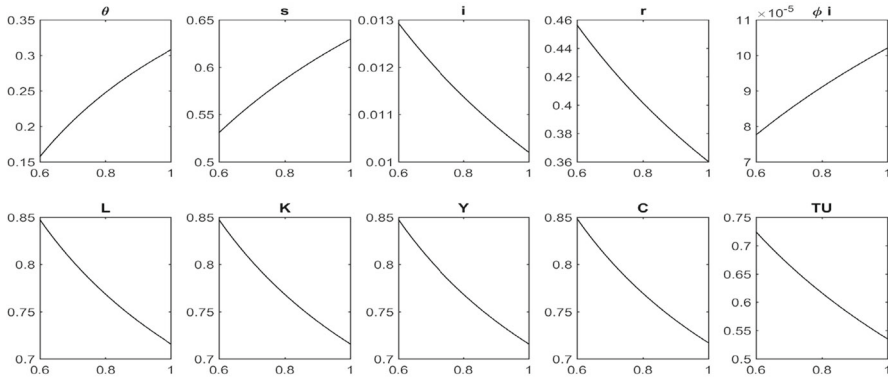 θ s i r ϕ i
0.35 0.65 0.013 0.46 11 ×10⁻⁵
0.3 0.6 0.012 0.44 10
0.25 0.42 9
0.2 0.55 0.011 0.4 8
0.38
0.15 0.5 0.01 0.36 7
0.6 0.8 1 0.6 0.8 1 0.6 0.8 1 0.6 0.8 1 0.6 0.8 1
L K Y C TU
0.85 0.85 0.85 0.85 0.75
0.7
0.8 0.8 0.8 0.8 0.65
0.75 0.75 0.75 0.75 0.6
0.55
0.7 0.7 0.7 0.7 0.5
0.6 0.8 1 0.6 0.8 1 0.6 0.8 1 0.6 0.8 1 0.6 0.8 1